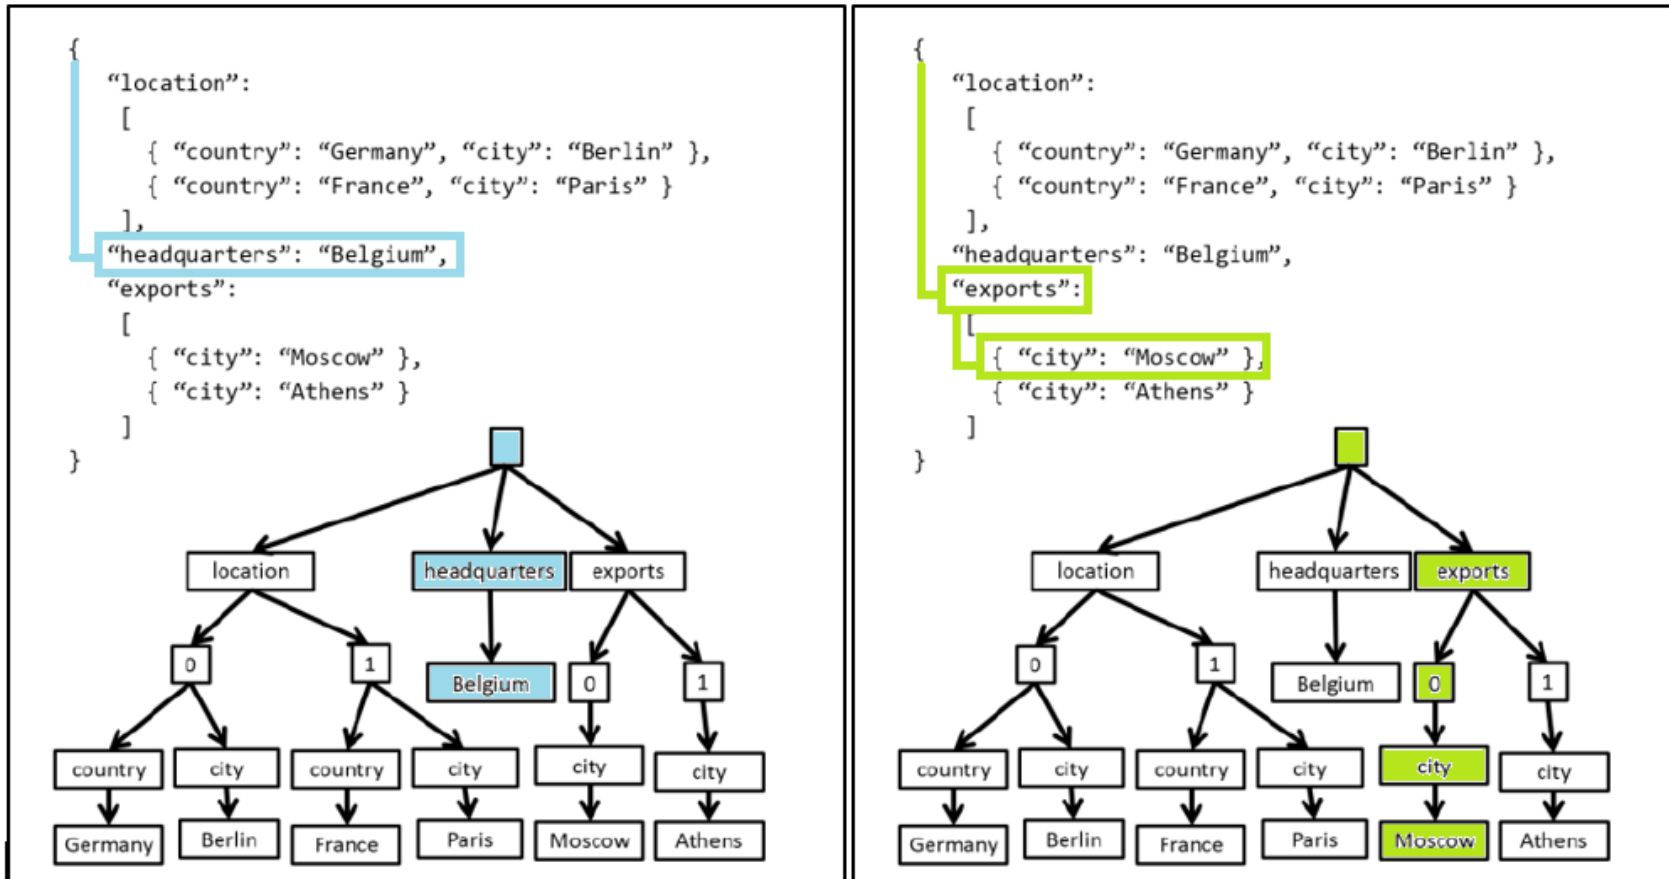 {
“location”:
[
{ “country”: “Germany”, “city”: “Berlin” },
{ “country”: “France”, “city”: “Paris” }
],
“headquarters”: “Belgium”,
“exports”:
[
{ “city”: “Moscow” },
{ “city”: “Athens” }
]
}
location headquarters exports
0 1 Belgium 0 1
country city country city city city
Germany Berlin France Paris Moscow Athens
{
“location”:
[
{ “country”: “Germany”, “city”: “Berlin” },
{ “country”: “France”, “city”: “Paris” }
],
“headquarters”: “Belgium”,
“exports”:
[
{ “city”: “Moscow” },
{ “city”: “Athens” }
]
}
location headquarters exports
0 1 Belgium 0 1
country city country city city city
Germany Berlin France Paris Moscow Athens